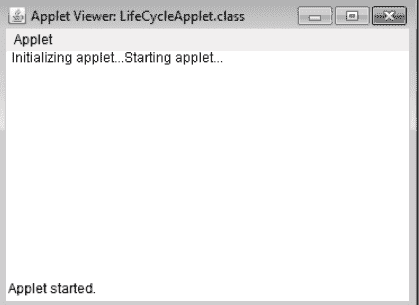 Applet Viewer: LifeCycleApplet.class
Applet
Initializing applet...Starting applet...
Applet started.